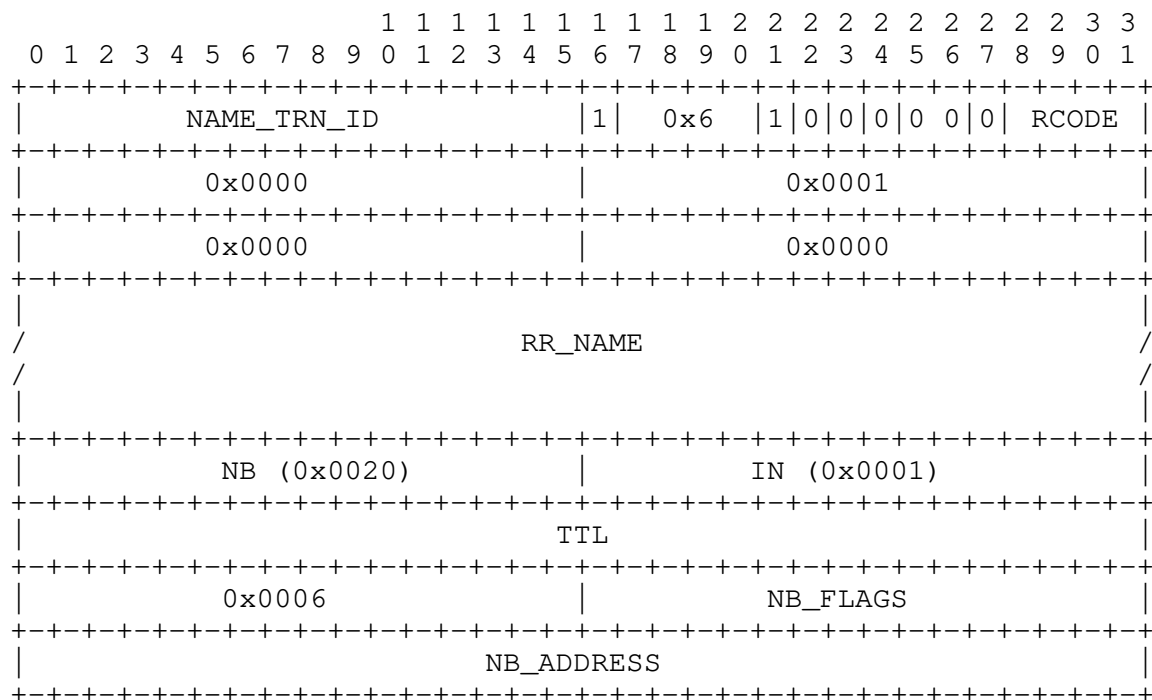 1 1 1 1 1 1 1 1 1 1 2 2 2 2 2 2 2 2 2 2 3 3
 0 1 2 3 4 5 6 7 8 9 0 1 2 3 4 5 6 7 8 9 0 1 2 3 4 5 6 7 8 9 0 1
+-+-+-+-+-+-+-+-+-+-+-+-+-+-+-+-+-+-+-+-+-+-+-+-+-+-+-+-+-+-+-+-+
|         NAME_TRN_ID           |1|  0x6  |1|0|0|0|0 0|0| RCODE |
+-+-+-+-+-+-+-+-+-+-+-+-+-+-+-+-+-+-+-+-+-+-+-+-+-+-+-+-+-+-+-+-+
|          0x0000               |           0x0001              |
+-+-+-+-+-+-+-+-+-+-+-+-+-+-+-+-+-+-+-+-+-+-+-+-+-+-+-+-+-+-+-+-+
|          0x0000               |           0x0000              |
+-+-+-+-+-+-+-+-+-+-+-+-+-+-+-+-+-+-+-+-+-+-+-+-+-+-+-+-+-+-+-+-+
|                                                               |
/                            RR_NAME                            /
/                                                               /
|                                                               |
+-+-+-+-+-+-+-+-+-+-+-+-+-+-+-+-+-+-+-+-+-+-+-+-+-+-+-+-+-+-+-+-+
|           NB (0x0020)         |         IN (0x0001)           |
+-+-+-+-+-+-+-+-+-+-+-+-+-+-+-+-+-+-+-+-+-+-+-+-+-+-+-+-+-+-+-+-+
|                              TTL                              |
+-+-+-+-+-+-+-+-+-+-+-+-+-+-+-+-+-+-+-+-+-+-+-+-+-+-+-+-+-+-+-+-+
|           0x0006              |          NB_FLAGS             |
+-+-+-+-+-+-+-+-+-+-+-+-+-+-+-+-+-+-+-+-+-+-+-+-+-+-+-+-+-+-+-+-+
|                          NB_ADDRESS                           |
+-+-+-+-+-+-+-+-+-+-+-+-+-+-+-+-+-+-+-+-+-+-+-+-+-+-+-+-+-+-+-+-+